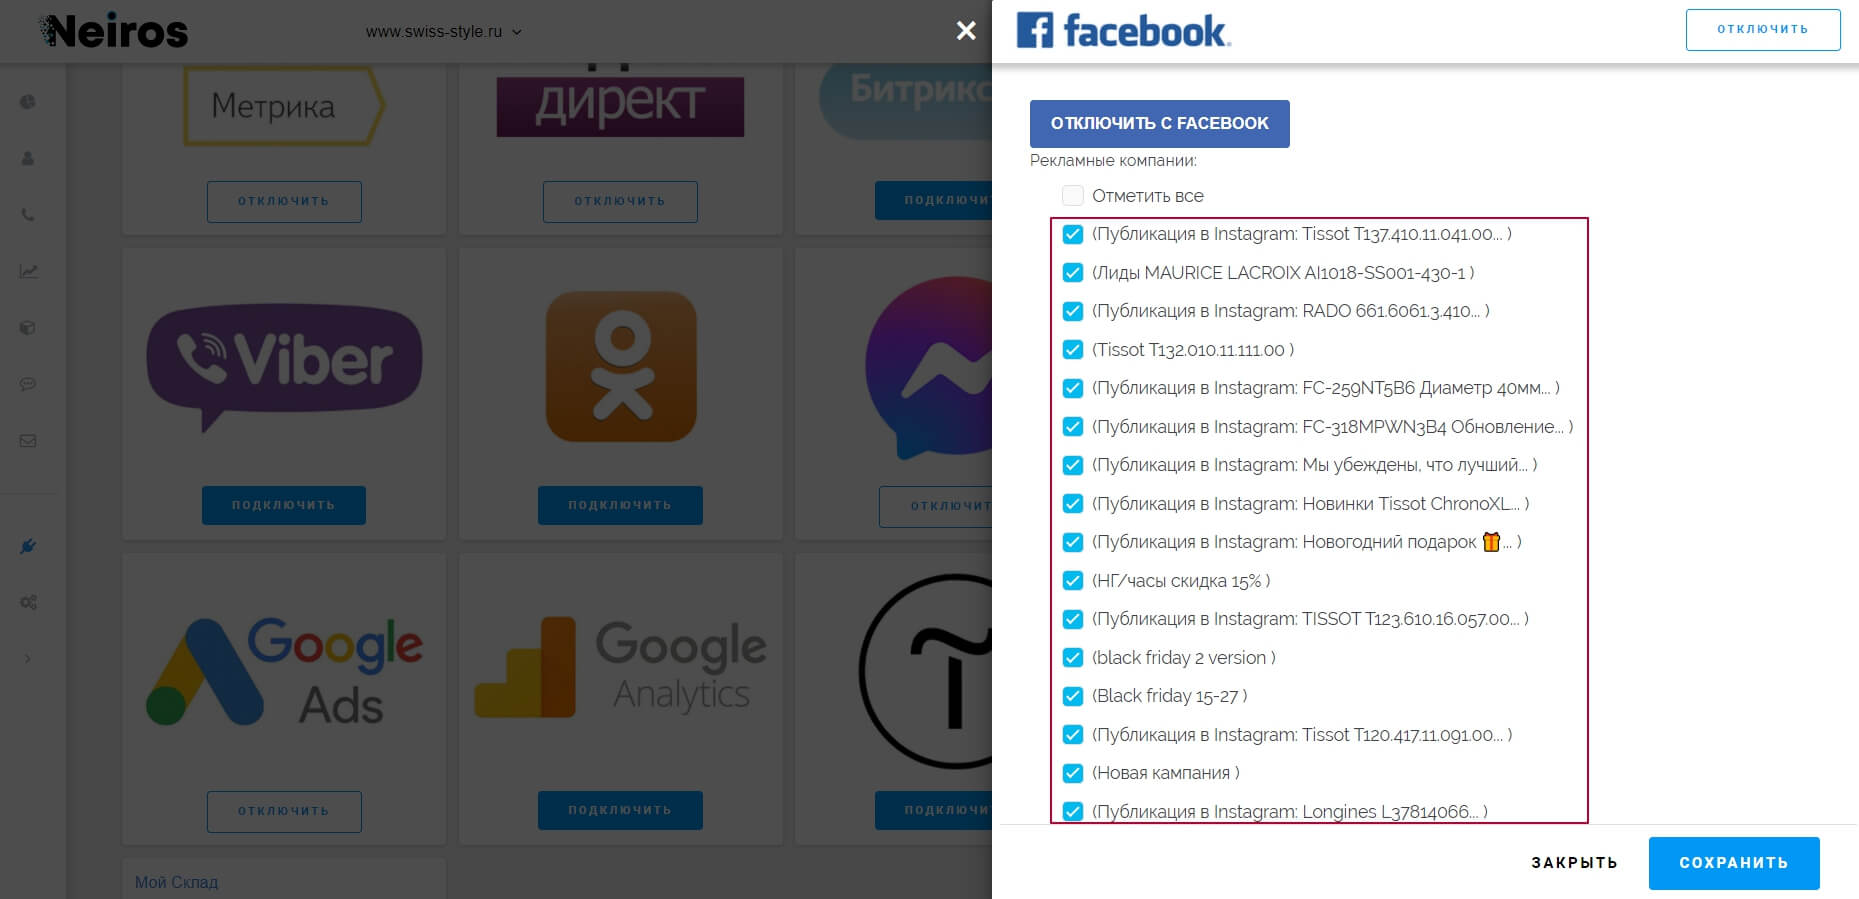 Neiros
www.swiss-style.ru
facebook.
ОТКЛЮЧИТЬ
Метрика
директ
Битрикс
ОТКЛЮЧИТЬ
ОТКЛЮЧИТЬ
ПОДКЛЮЧИ
Viber
ПОДКЛЮЧИТЬ
ПОДКЛЮЧИТЬ
ОТКЛЮЧИТ
Google
Ads
Google
Analytics
ОТКЛЮЧИТЬ
ПОДКЛЮЧИТЬ
ПОДКЛЮЧИ
Мой Склад
ОТКЛЮЧИТЬ С FACEBOOK
Рекламные компании:
Отметить все
(Публикация в Instagram: Tissot T137.410.11.041.00... )
(Лиды MAURICE LACROIX AI1018-SS001-430-1 )
(Публикация в Instagram: RADO 661.6061.3.410... )
(Tissot T132.010.11.111.00 )
(Публикация в Instagram: FC-259NT5B6 Диаметр 40мм... )
(Публикация в Instagram: FC-318MPWN3B4 Обновление... )
(Публикация в Instagram: Мы убеждены, что лучший... )
(Публикация в Instagram: Новинки Tissot ChronoXL... )
(Публикация в Instagram: Новогодний подарок 🎁... )
(НГ/часы скидка 15% )
(Публикация в Instagram: TISSOT T123.610.16.057.00... )
(black friday 2 version )
(Black friday 15-27 )
(Публикация в Instagram: Tissot T120.417.11.091.00... )
(Новая кампания )
(Публикация в Instagram: Longines L37814066... )
ЗАКРЫТЬ
СОХРАНИТЬ